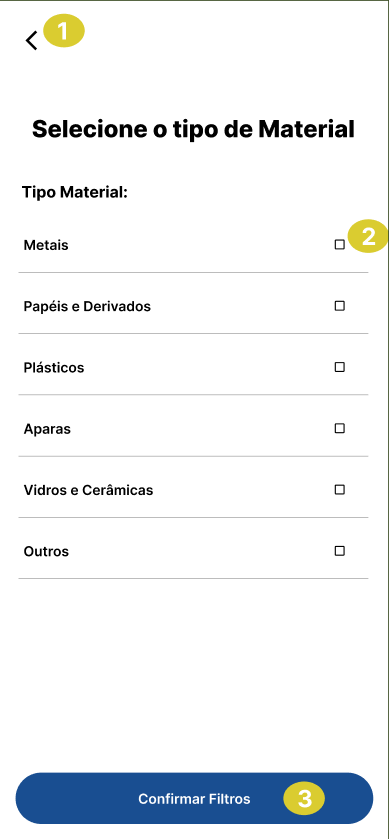 1
Selecione o tipo de Material
Tipo Material:
Metais 2
Papéis e Derivados
Plásticos
Aparas
Vidros e Cerâmicas
Outros
Confirmar Filtros 3